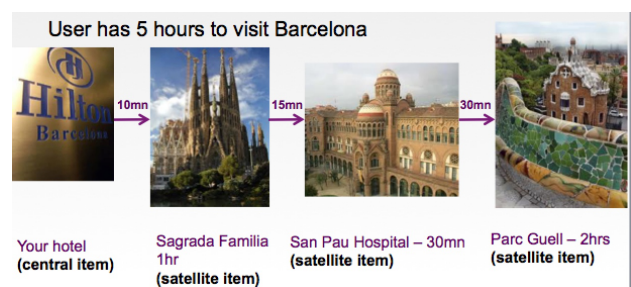 User has 5 hours to visit Barcelona
Hilton
Barcelona
10mn
15mn
30mn
Your hotel
(central item)
Sagrada Familia
1hr
(satellite item)
San Pau Hospital – 30mn
(satellite item)
Parc Guell – 2hrs
(satellite item)